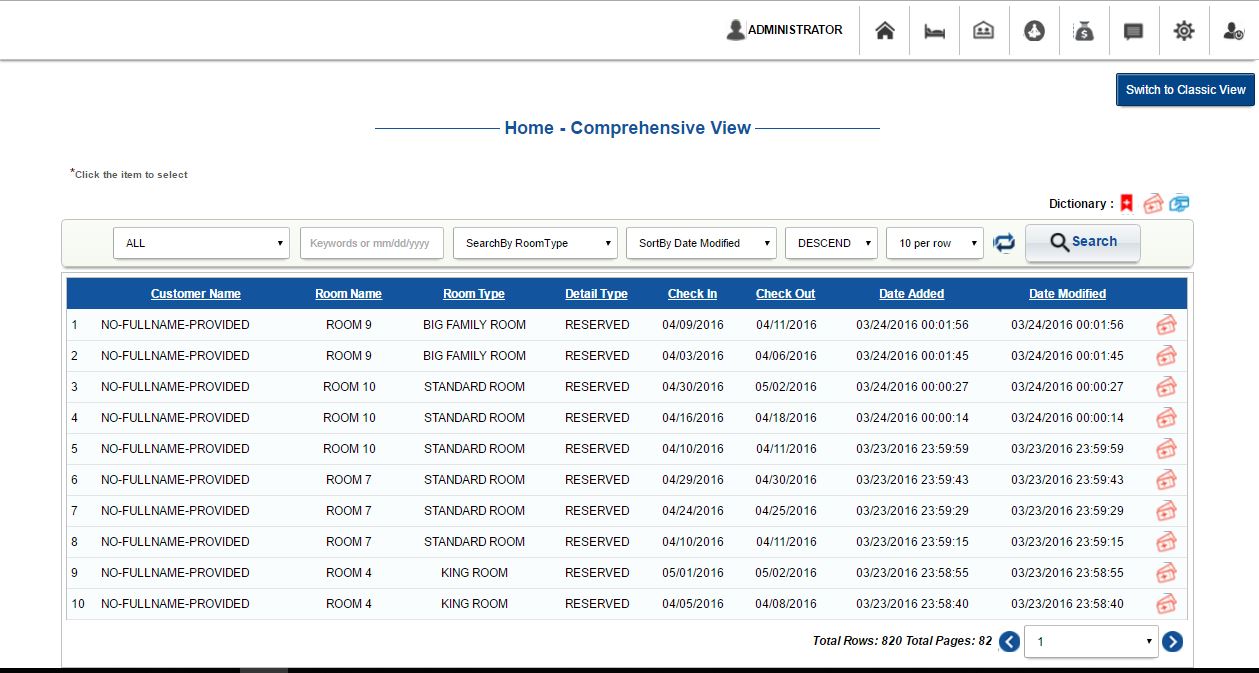 ADMINISTRATOR
Switch to Classic View
Home - Comprehensive View
*Click the item to select
Dictionary :
ALL Keywords or mm/dd/yyyy SearchBy RoomType SortBy Date Modified DESCEND 10 per row Search
Customer Name Room Name Room Type Detail Type Check In Check Out Date Added Date Modified
1 NO-FULLNAME-PROVIDED ROOM 9 BIG FAMILY ROOM RESERVED 04/09/2016 04/11/2016 03/24/2016 00:01:56 03/24/2016 00:01:56
2 NO-FULLNAME-PROVIDED ROOM 9 BIG FAMILY ROOM RESERVED 04/03/2016 04/06/2016 03/24/2016 00:01:45 03/24/2016 00:01:45
3 NO-FULLNAME-PROVIDED ROOM 10 STANDARD ROOM RESERVED 04/30/2016 05/02/2016 03/24/2016 00:00:27 03/24/2016 00:00:27
4 NO-FULLNAME-PROVIDED ROOM 10 STANDARD ROOM RESERVED 04/16/2016 04/18/2016 03/24/2016 00:00:14 03/24/2016 00:00:14
5 NO-FULLNAME-PROVIDED ROOM 10 STANDARD ROOM RESERVED 04/10/2016 04/11/2016 03/23/2016 23:59:59 03/23/2016 23:59:59
6 NO-FULLNAME-PROVIDED ROOM 7 STANDARD ROOM RESERVED 04/29/2016 04/30/2016 03/23/2016 23:59:43 03/23/2016 23:59:43
7 NO-FULLNAME-PROVIDED ROOM 7 STANDARD ROOM RESERVED 04/24/2016 04/25/2016 03/23/2016 23:59:29 03/23/2016 23:59:29
8 NO-FULLNAME-PROVIDED ROOM 7 STANDARD ROOM RESERVED 04/10/2016 04/11/2016 03/23/2016 23:59:15 03/23/2016 23:59:15
9 NO-FULLNAME-PROVIDED ROOM 4 KING ROOM RESERVED 05/01/2016 05/02/2016 03/23/2016 23:58:55 03/23/2016 23:58:55
10 NO-FULLNAME-PROVIDED ROOM 4 KING ROOM RESERVED 04/05/2016 04/08/2016 03/23/2016 23:58:40 03/23/2016 23:58:40
Total Rows: 820 Total Pages: 82 1